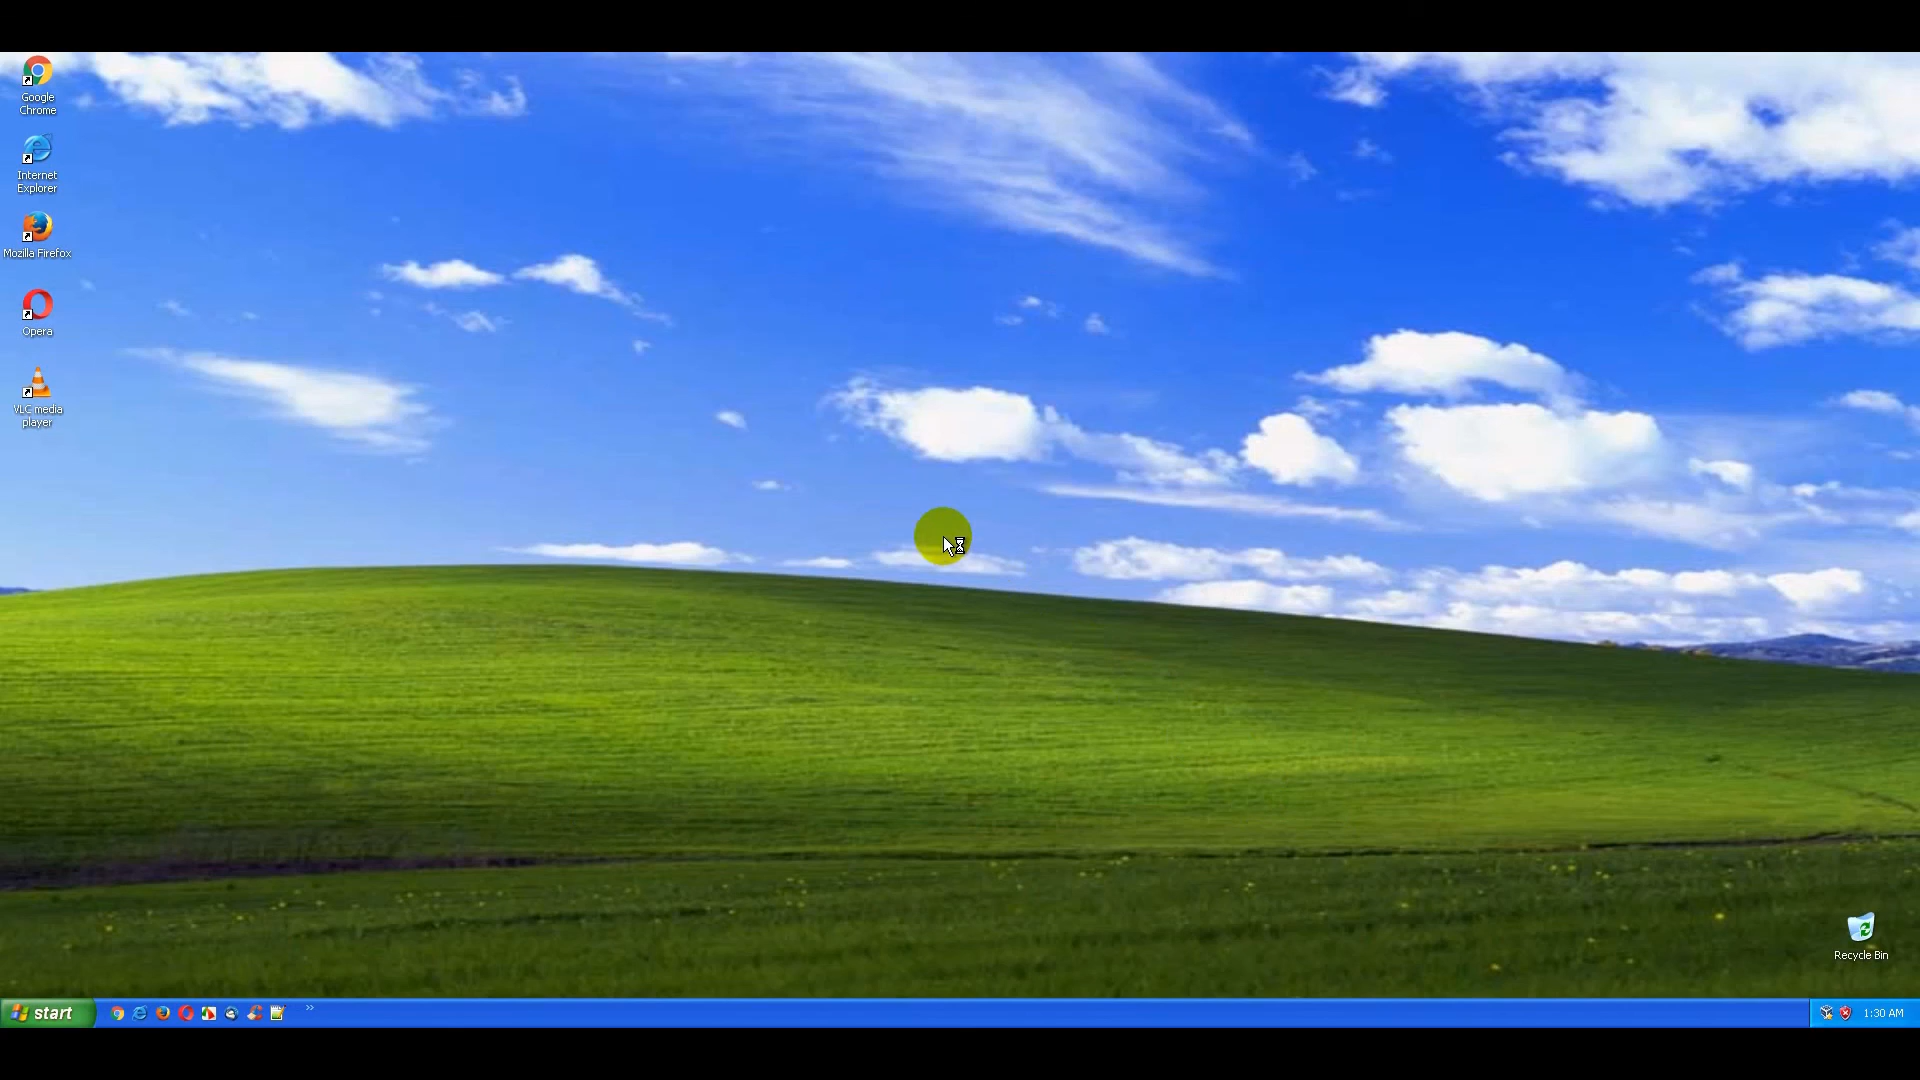 Google
Chrome
Internet
Explorer
Mozilla Firefox
Opera
VLC media
player
Recycle Bin
start
1:30 AM